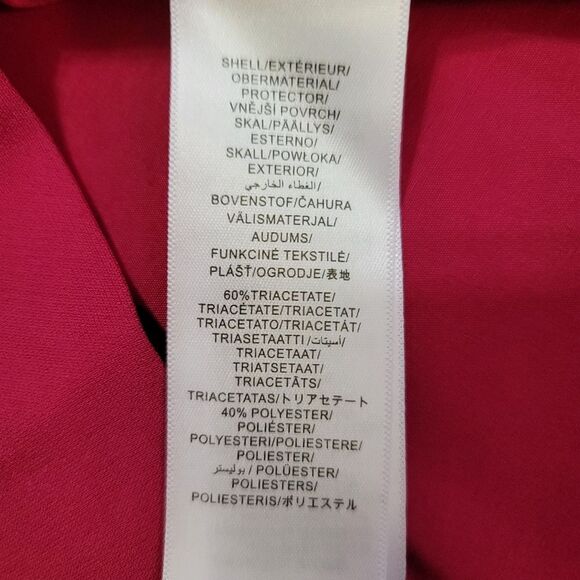 SHELL/EXTÉRIEUR/
OBERMATERIAL/
PROTECTOR/
VNĚJŠÍ POVRCH/
SKAL/PÄÄLLYS/
ESTERNO/
SKALL/POWŁOKA/
EXTERIOR/
الغطاء الخارجي/
BOVENSTOF/ČAHURA
VÄLISMATERJAL/
AUDUMS/
FUNKCINĖ TEKSTILĖ/
PLÁŠŤ/OGRODJE/表地
60%TRIACETATE/
TRIACÉTATE/TRIACETAT/
TRIACETATO/TRIACETÁT/
TRIASETAATTI /أسيتات/
TRIACETAAT/
TRIATSETAAT/
TRIACETĀTS/
TRIACETATAS/トリアセテート
40% POLYESTER/
POLIÉSTER/
POLYESTERI/POLIESTERE/
POLIESTER/
بوليستر / POLÜESTER/
POLIESTERS/
POLIESTERIS/ポリエステル